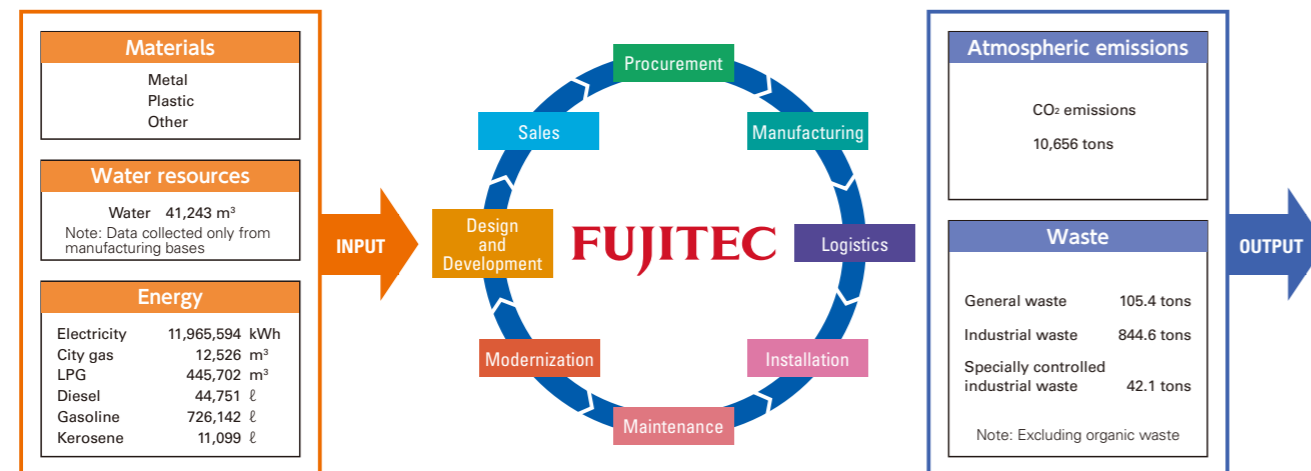 Materials
Metal
Plastic
Other
Water resources
Water 41,243 m³
Note: Data collected only from
manufacturing bases
Energy
Electricity 11,965,594 kWh
City gas 12,526 m³
LPG 445,702 m³
Diesel 44,751 ℓ
Gasoline 726,142 ℓ
Kerosene 11,099 ℓ
INPUT
Procurement
Sales
Manufacturing
Design
and
Development
FUJITEC
Logistics
Modernization
Installation
Maintenance
Atmospheric emissions
CO₂ emissions
10,656 tons
Waste
General waste 105.4 tons
Industrial waste 844.6 tons
Specially controlled
industrial waste 42.1 tons
Note: Excluding organic waste
OUTPUT